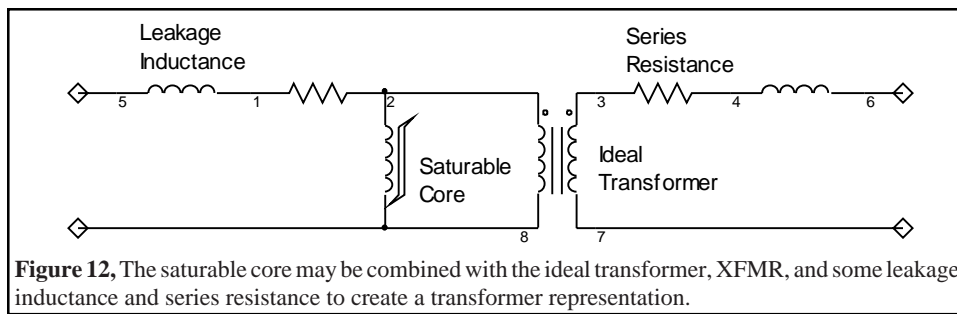 Leakage
Inductance
Series
Resistance
5
1
2
3
4
6
Saturable
Core
Ideal
Transformer
8
7
Figure 12, The saturable core may be combined with the ideal transformer, XFMR, and some leakage
inductance and series resistance to create a transformer representation.